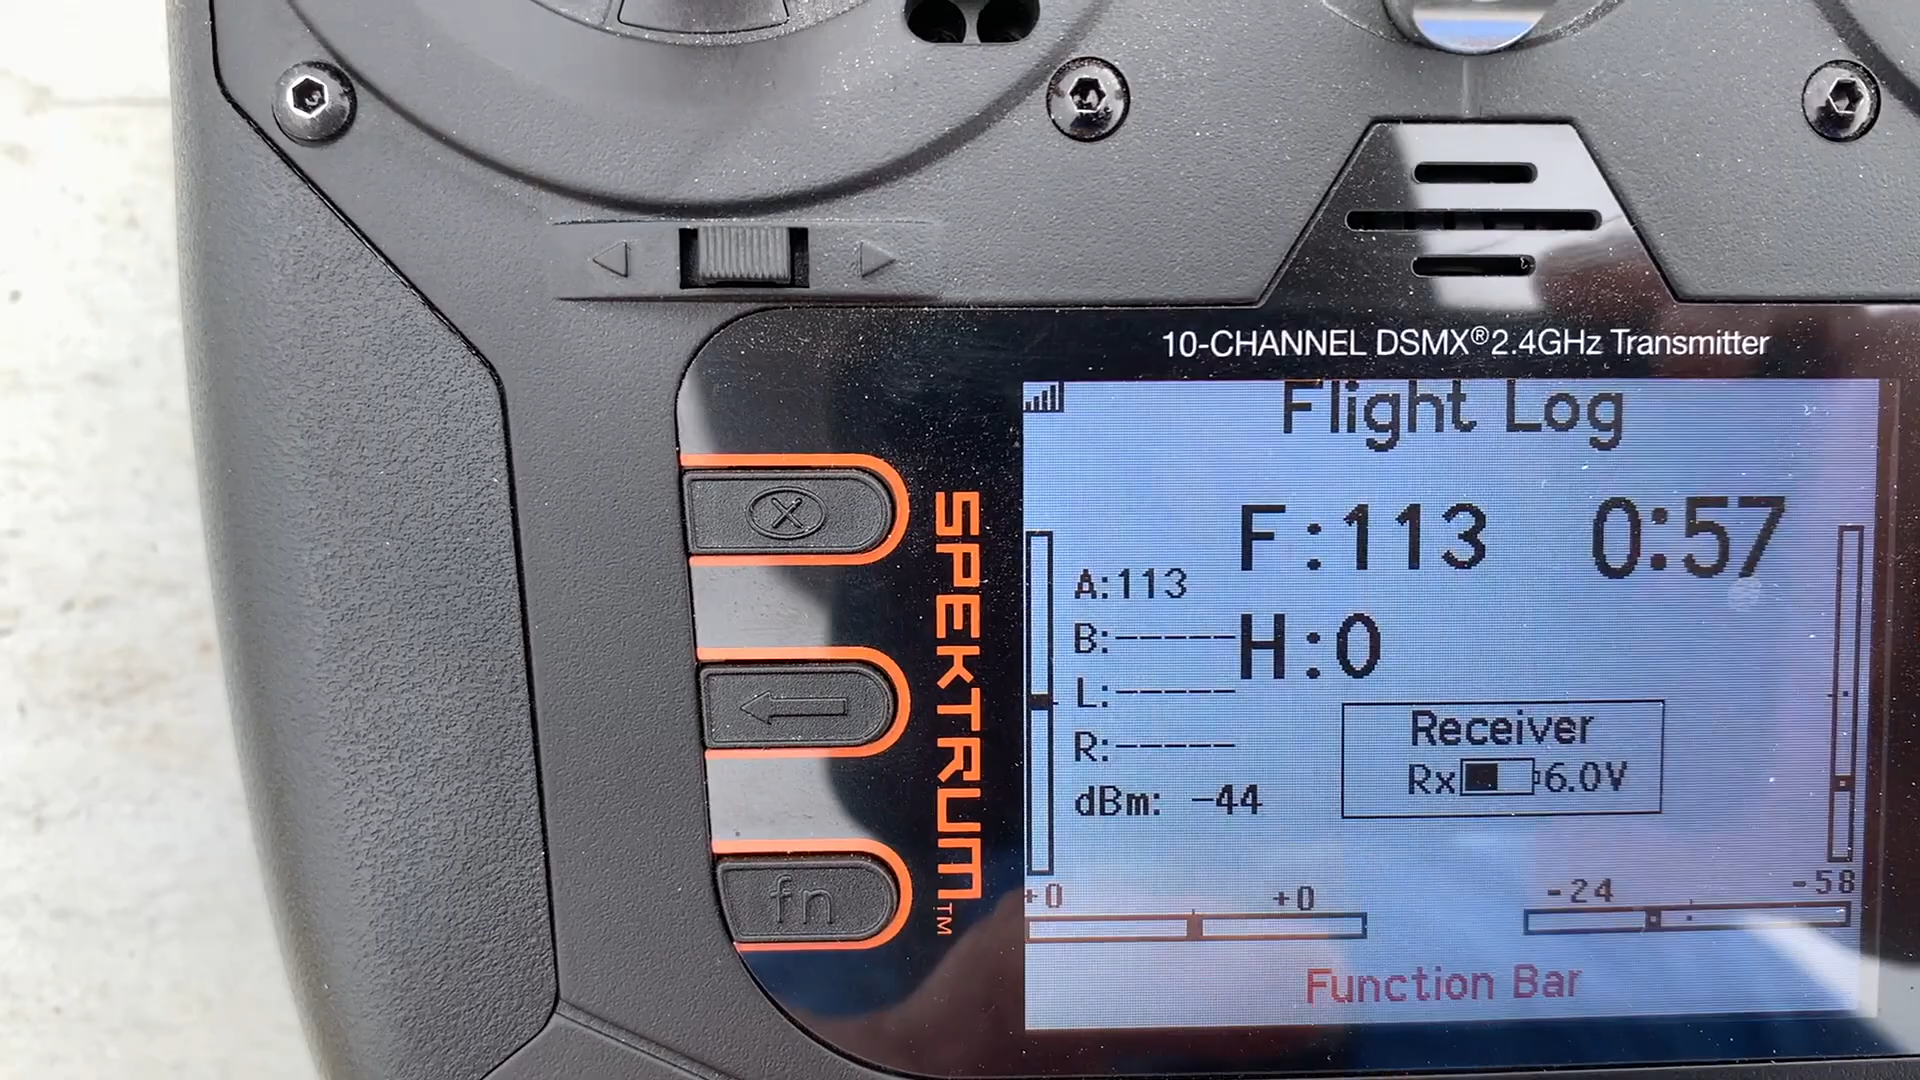 10-CHANNEL DSMX®2.4GHz Transmitter
Flight Log
F:113 0:57
A:113
B:-----
H:0
L:-----
R:-----
Receiver
Rx 6.0V
dBm: -44
+0 +0 -24 -58
Function Bar
SPEKTRUM™
fn